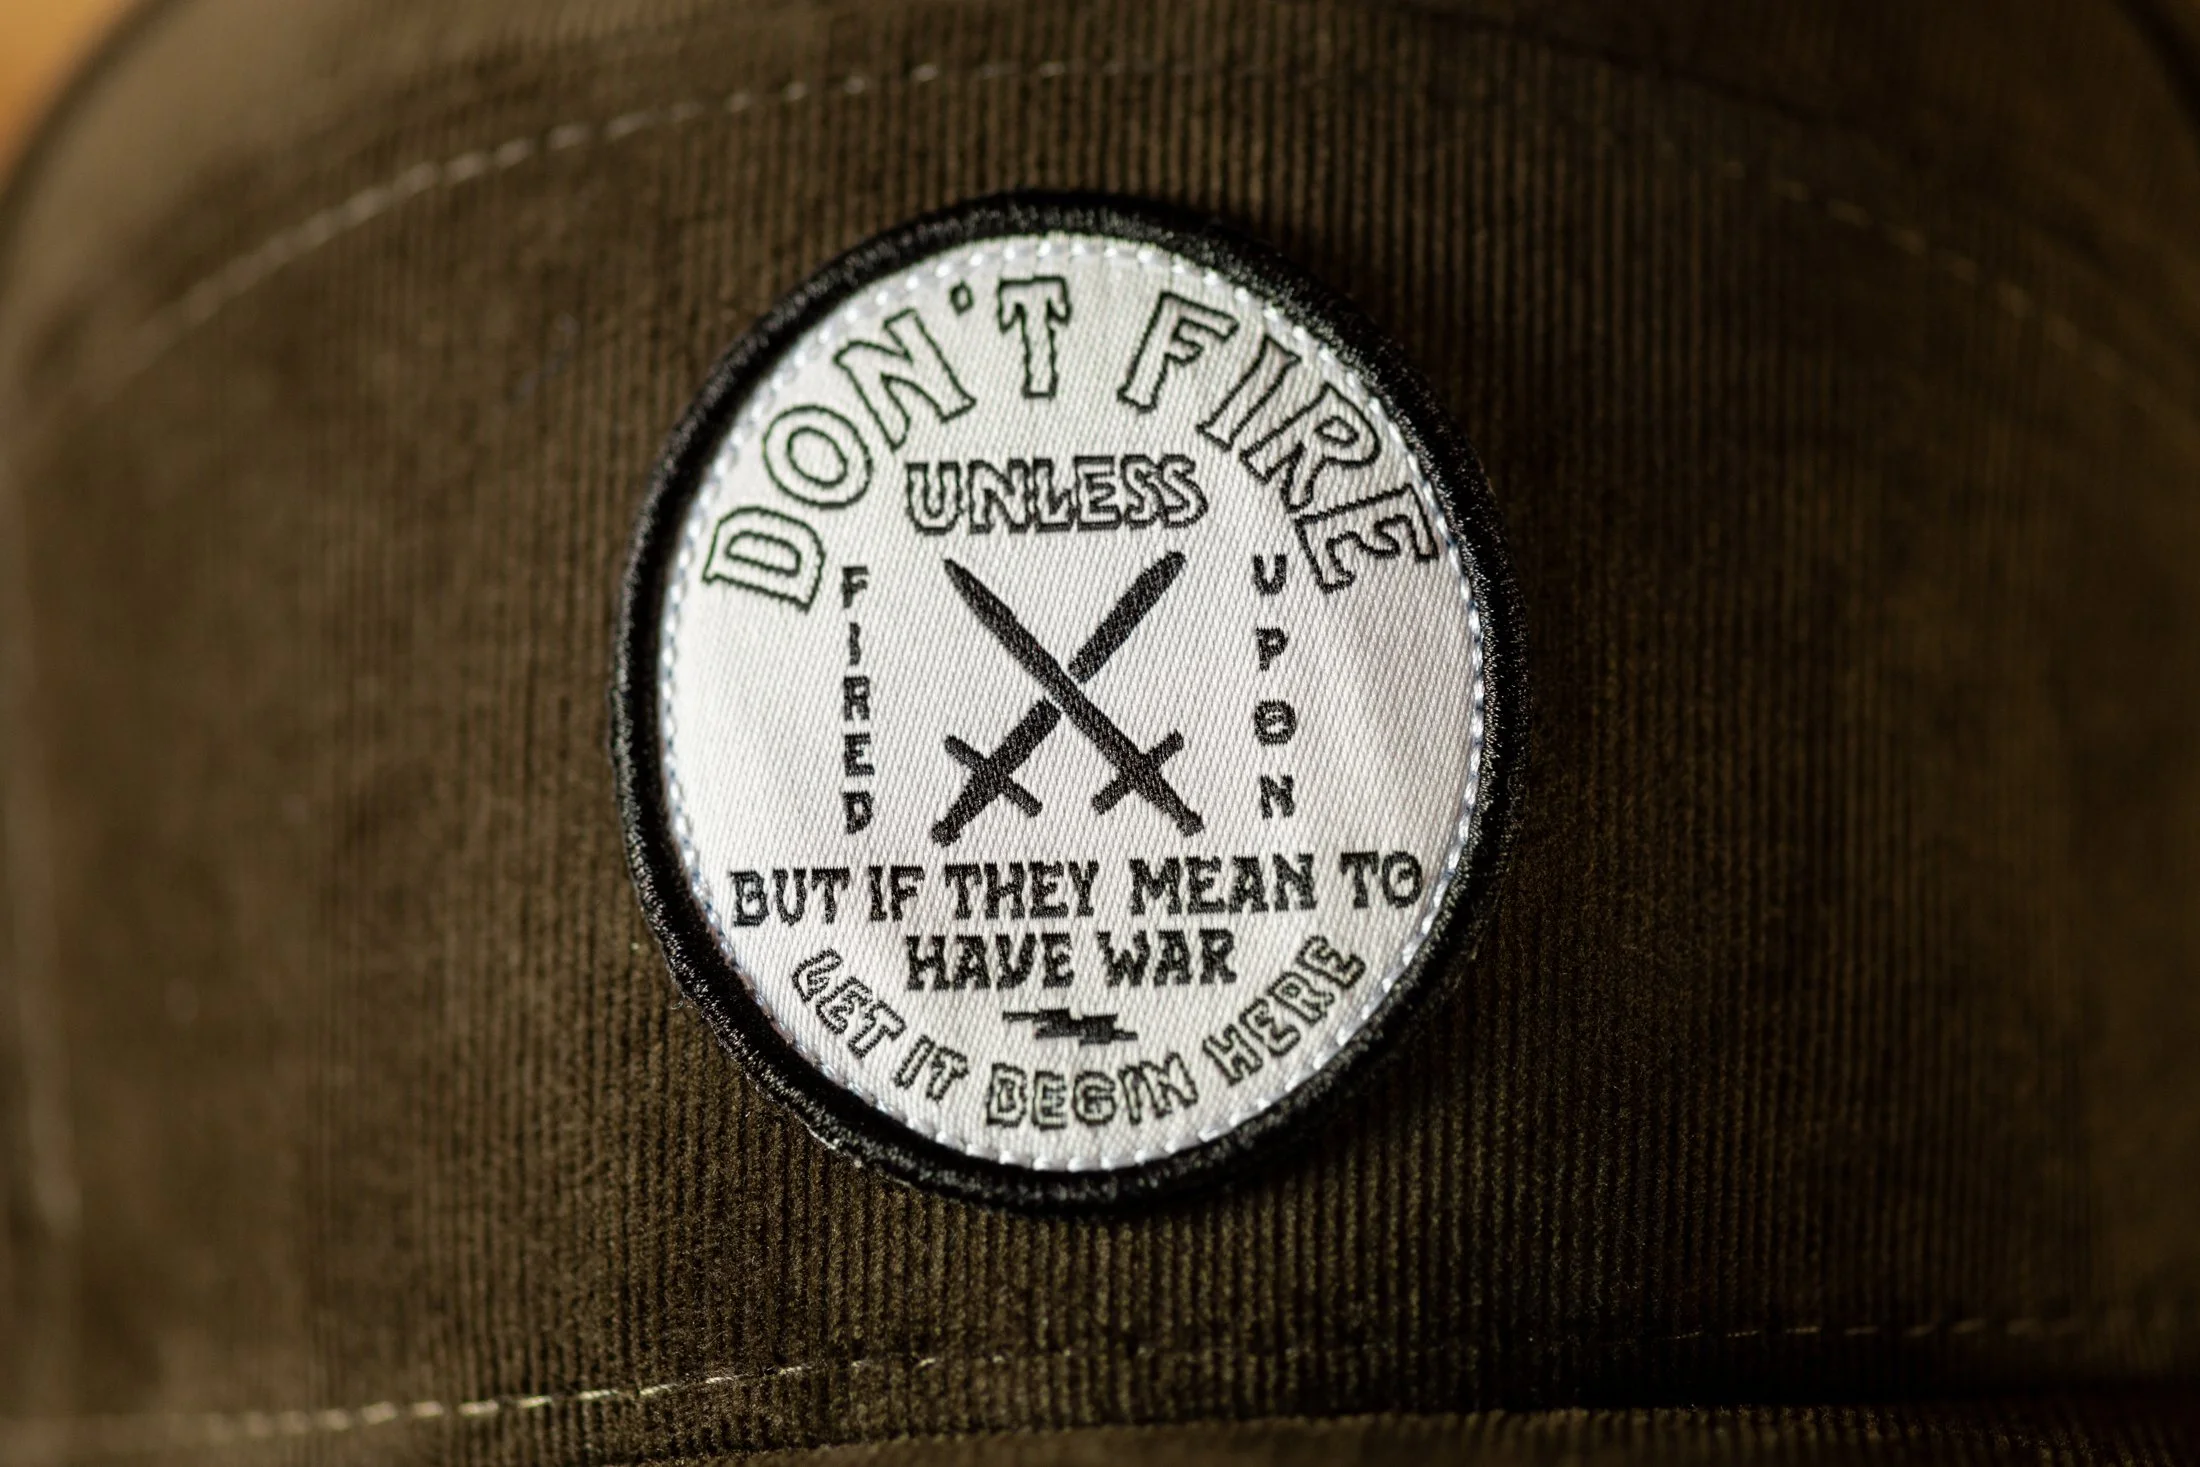 DON'T FIRE
UNLESS
FIRED
UPON
BUT IF THEY MEAN TO
HAVE WAR
LET IT BEGIN HERE